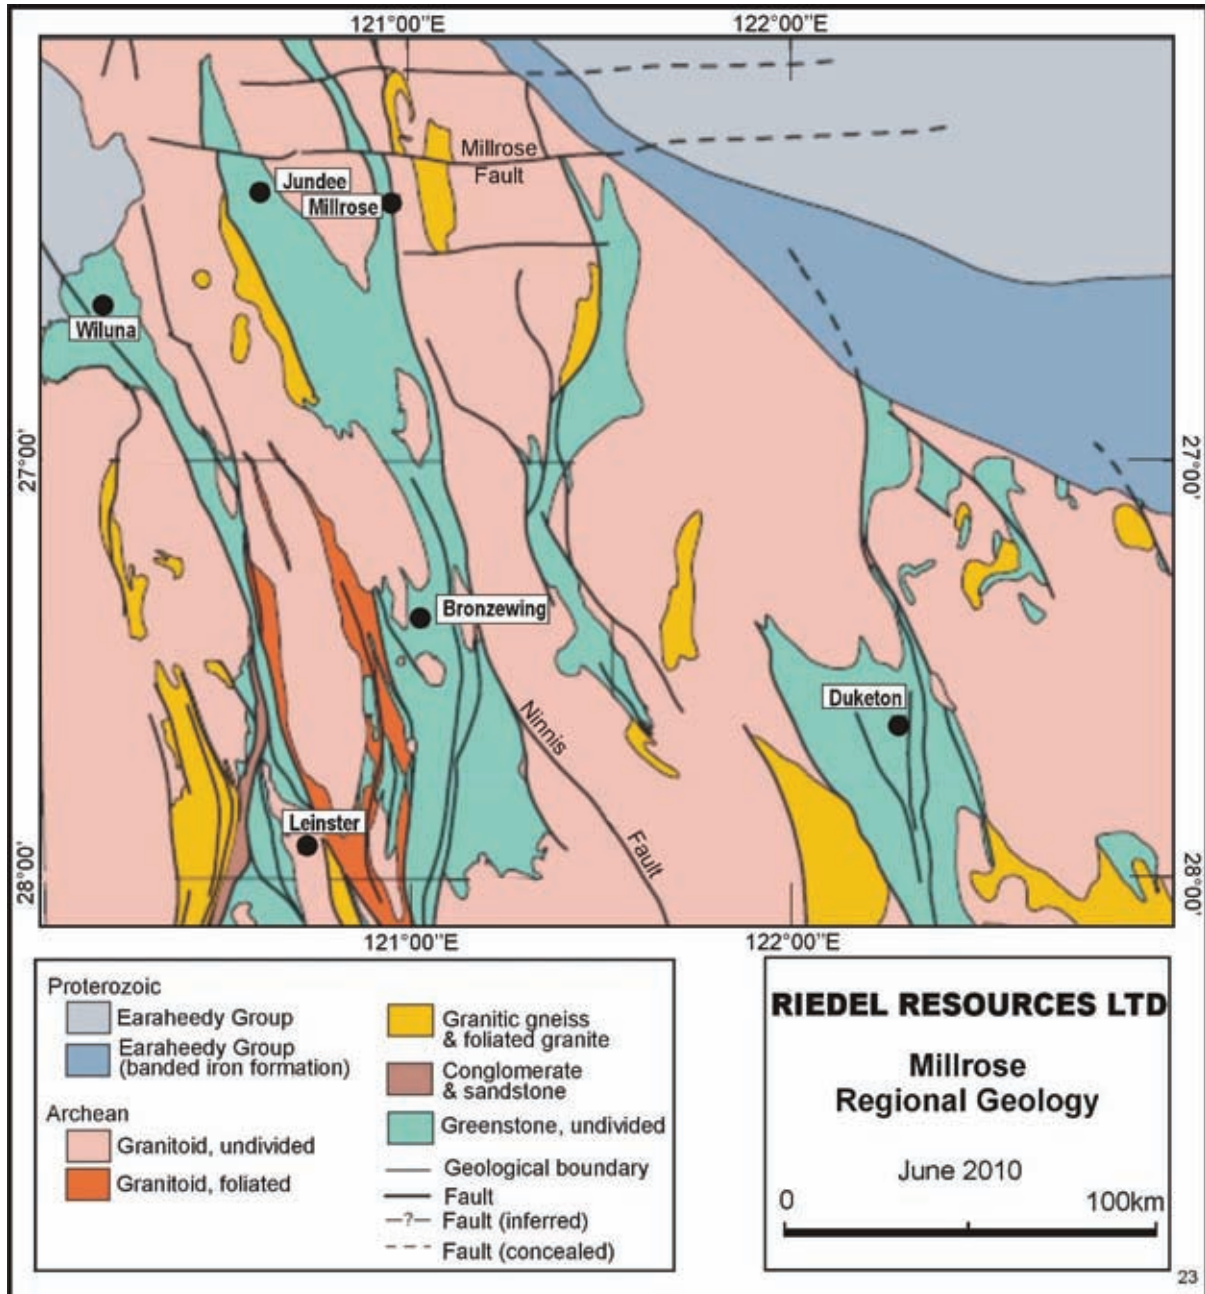 121°00"E
122°00"E
Millrose
Fault
Jundee
Millrose
Wiluna
27°00'
27°00'
Bronzewing
Ninnis
Fault
Duketon
Leinster
28°00'
28°00'
121°00"E
122°00"E
Proterozoic
Earaheedy Group
Earaheedy Group
(banded iron formation)
Archean
Granitoid, undivided
Granitoid, foliated
Granitic gneiss
& foliated granite
Conglomerate
& sandstone
Greenstone, undivided
Geological boundary
Fault
–?– Fault (inferred)
Fault (concealed)
RIEDEL RESOURCES LTD
Millrose
Regional Geology
June 2010
0 100km
23